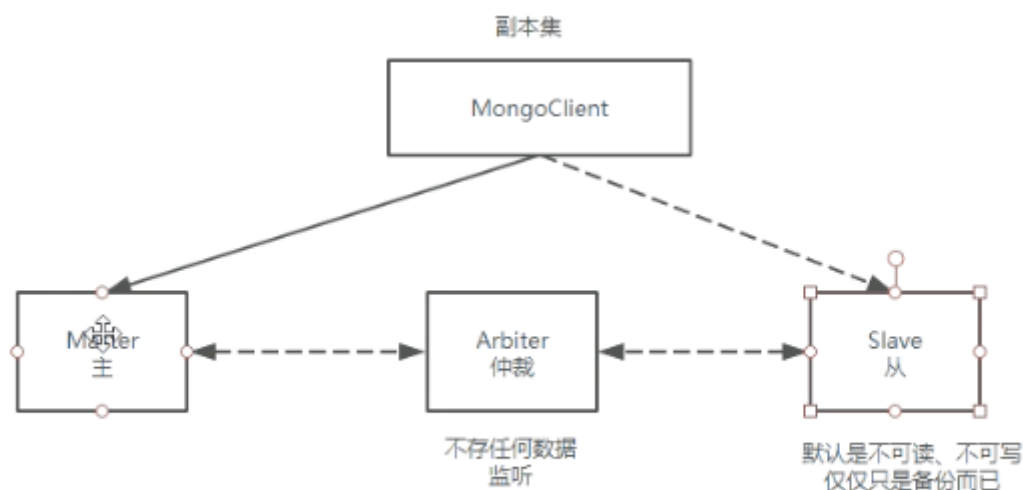 副本集
MongoClient
主
Arbiter
仲裁
Slave
从
不存任何数据
监听
默认是不可读、不可写
仅仅只是备份而已